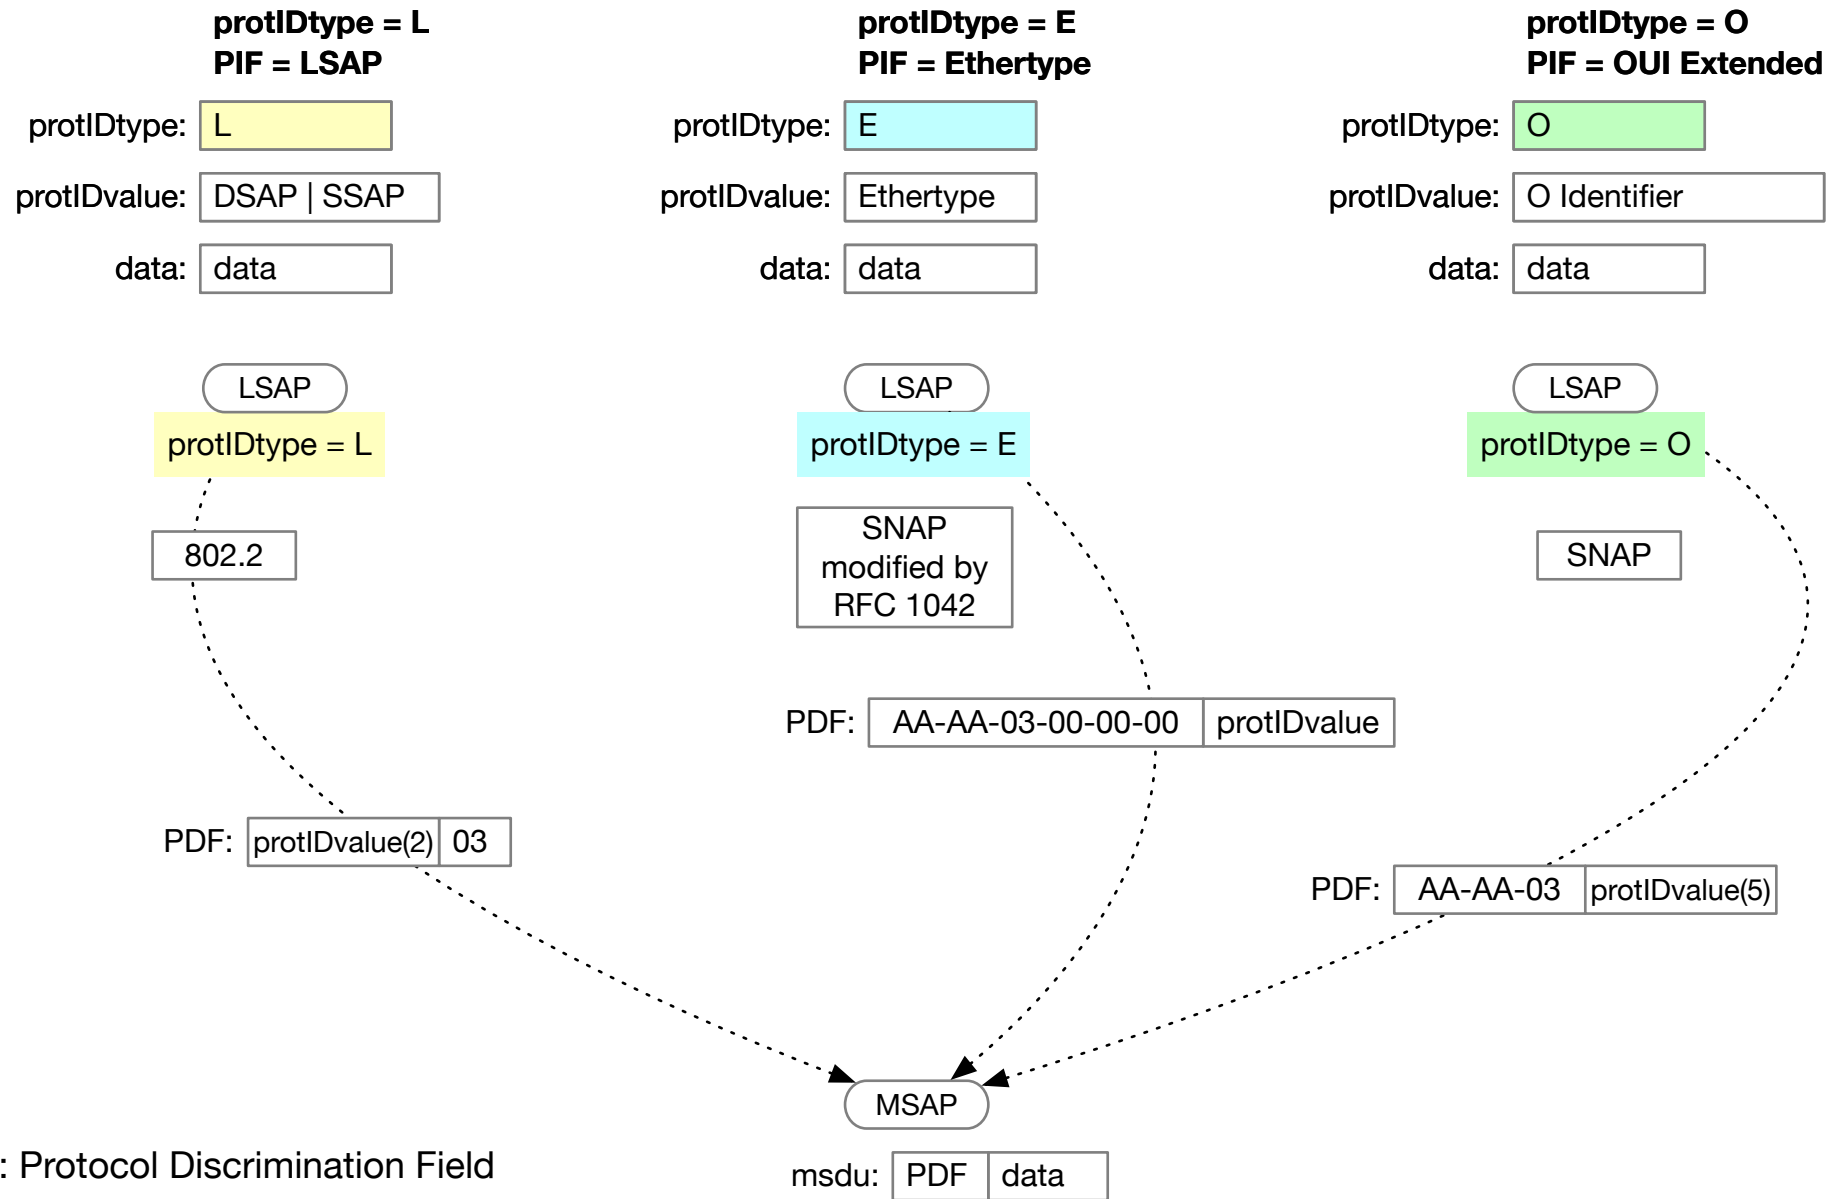 protIDtype = L
PIF = LSAP
protIDtype: L
protIDvalue: DSAP | SSAP
data: data
LSAP
protIDtype = L
802.2
PDF: protIDvalue(2) 03
protIDtype = E
PIF = Ethertype
protIDtype: E
protIDvalue: Ethertype
data: data
LSAP
protIDtype = E
SNAP
modified by
RFC 1042
PDF: AA-AA-03-00-00-00 protIDvalue
protIDtype = O
PIF = OUI Extended
protIDtype: O
protIDvalue: O Identifier
data: data
LSAP
protIDtype = O
SNAP
PDF: AA-AA-03 protIDvalue(5)
MSAP
msdu: PDF data
: Protocol Discrimination Field